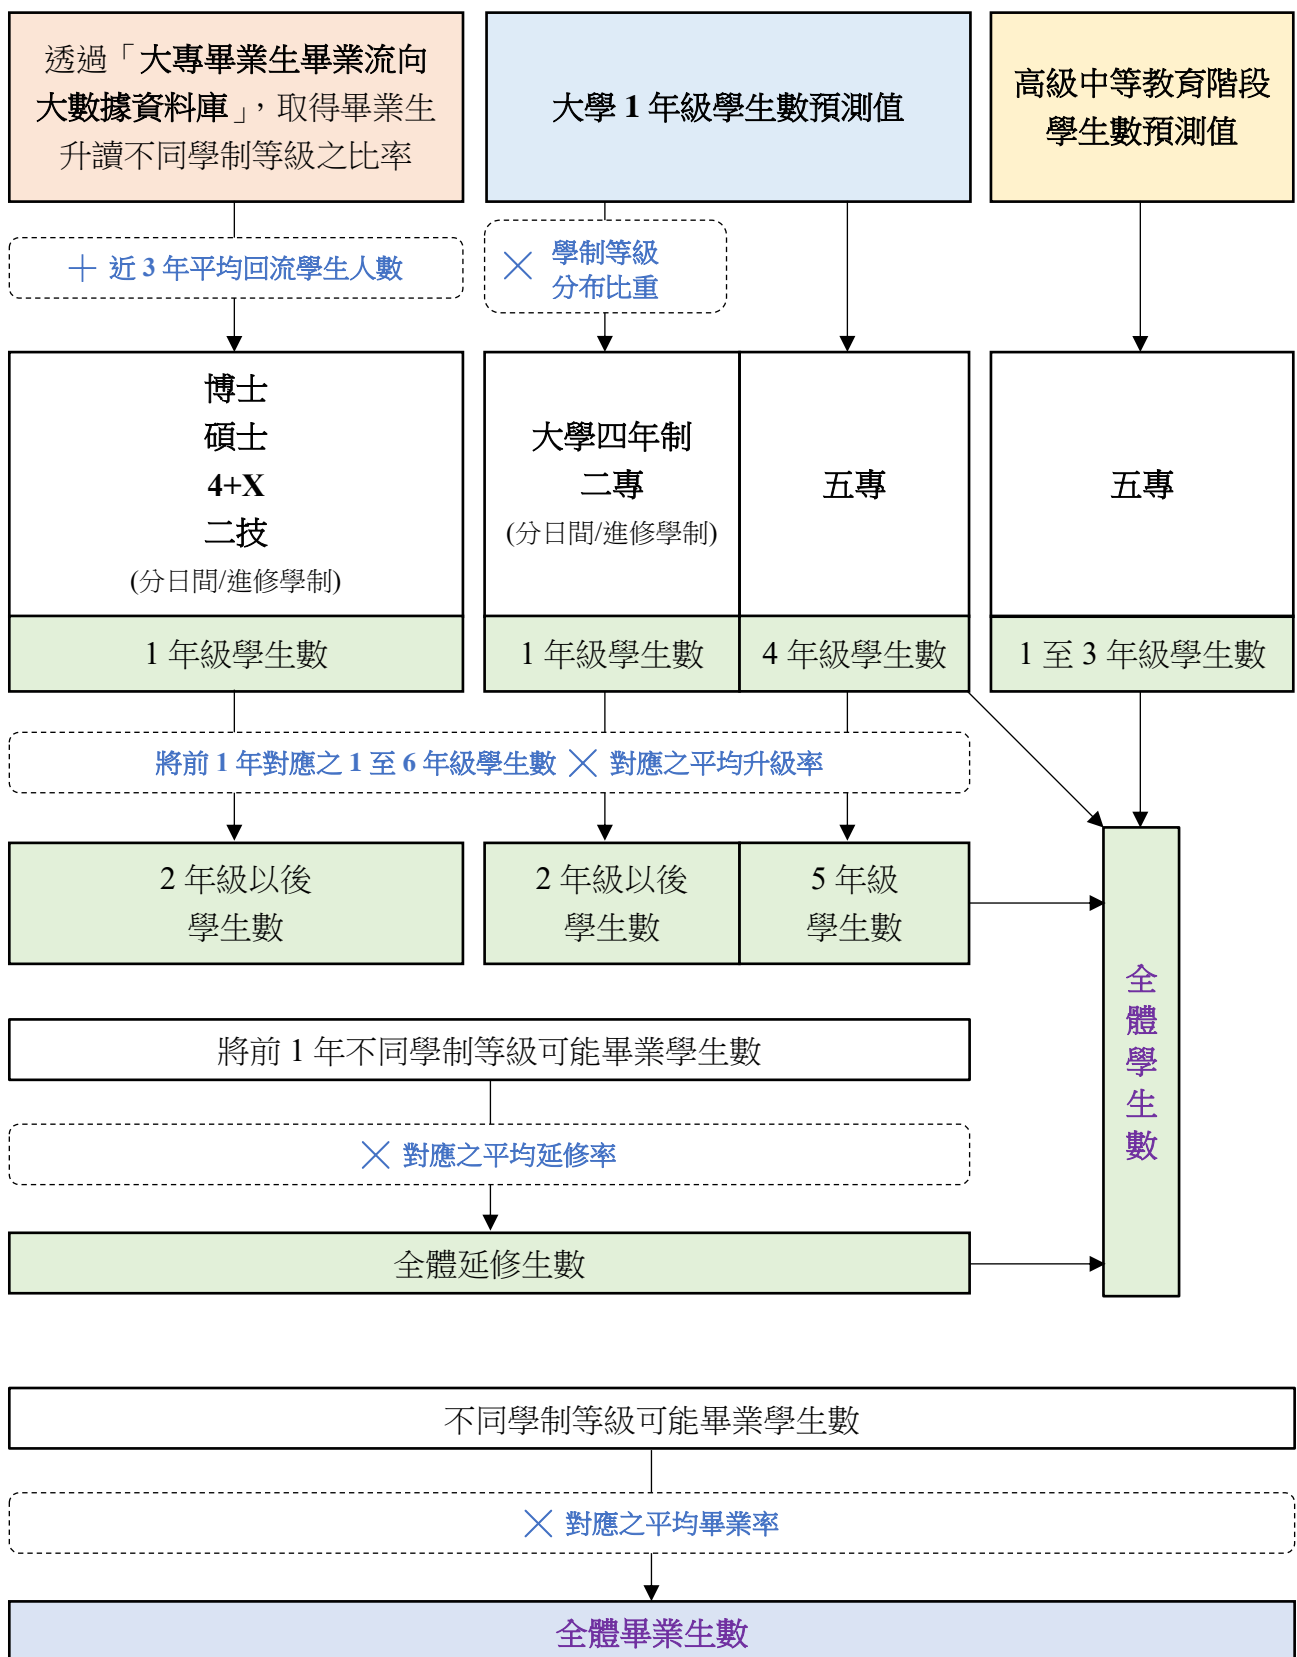 透過「大專畢業生畢業流向
大數據資料庫」，取得畢業生
升讀不同學制等級之比率
大學 1 年級學生數預測值
高級中等教育階段
學生數預測值
＋ 近 3 年平均回流學生人數
× 學制等級
分布比重
博士
碩士
4+X
二技
(分日間/進修學制)
大學四年制
二專
(分日間/進修學制)
五專
五專
1 年級學生數
1 年級學生數
4 年級學生數
1 至 3 年級學生數
將前 1 年對應之 1 至 6 年級學生數 × 對應之平均升級率
2 年級以後
學生數
2 年級以後
學生數
5 年級
學生數
全體學生數
將前 1 年不同學制等級可能畢業學生數
× 對應之平均延修率
全體延修生數
不同學制等級可能畢業學生數
× 對應之平均畢業率
全體畢業生數